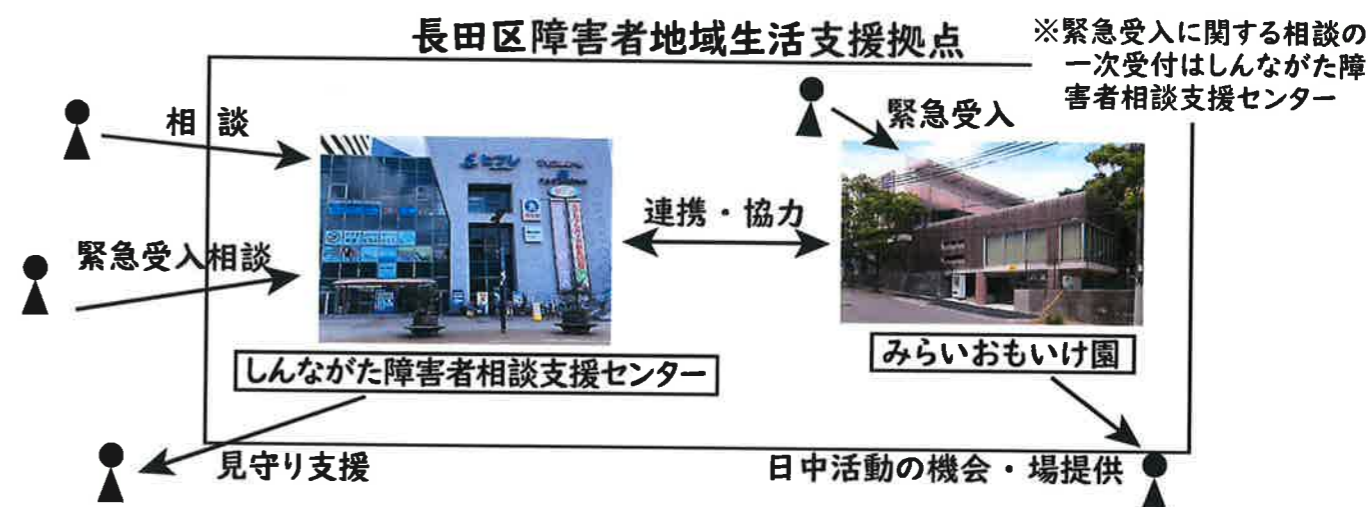 長田区障害者地域生活支援拠点
※緊急受入に関する相談の
一次受付はしんながた障
害者相談支援センター
相 談
緊急受入
連携・協力
緊急受入相談
ピフレ
しんながた障害者相談支援センター
みらいおもいけ園
見守り支援
日中活動の機会・場提供